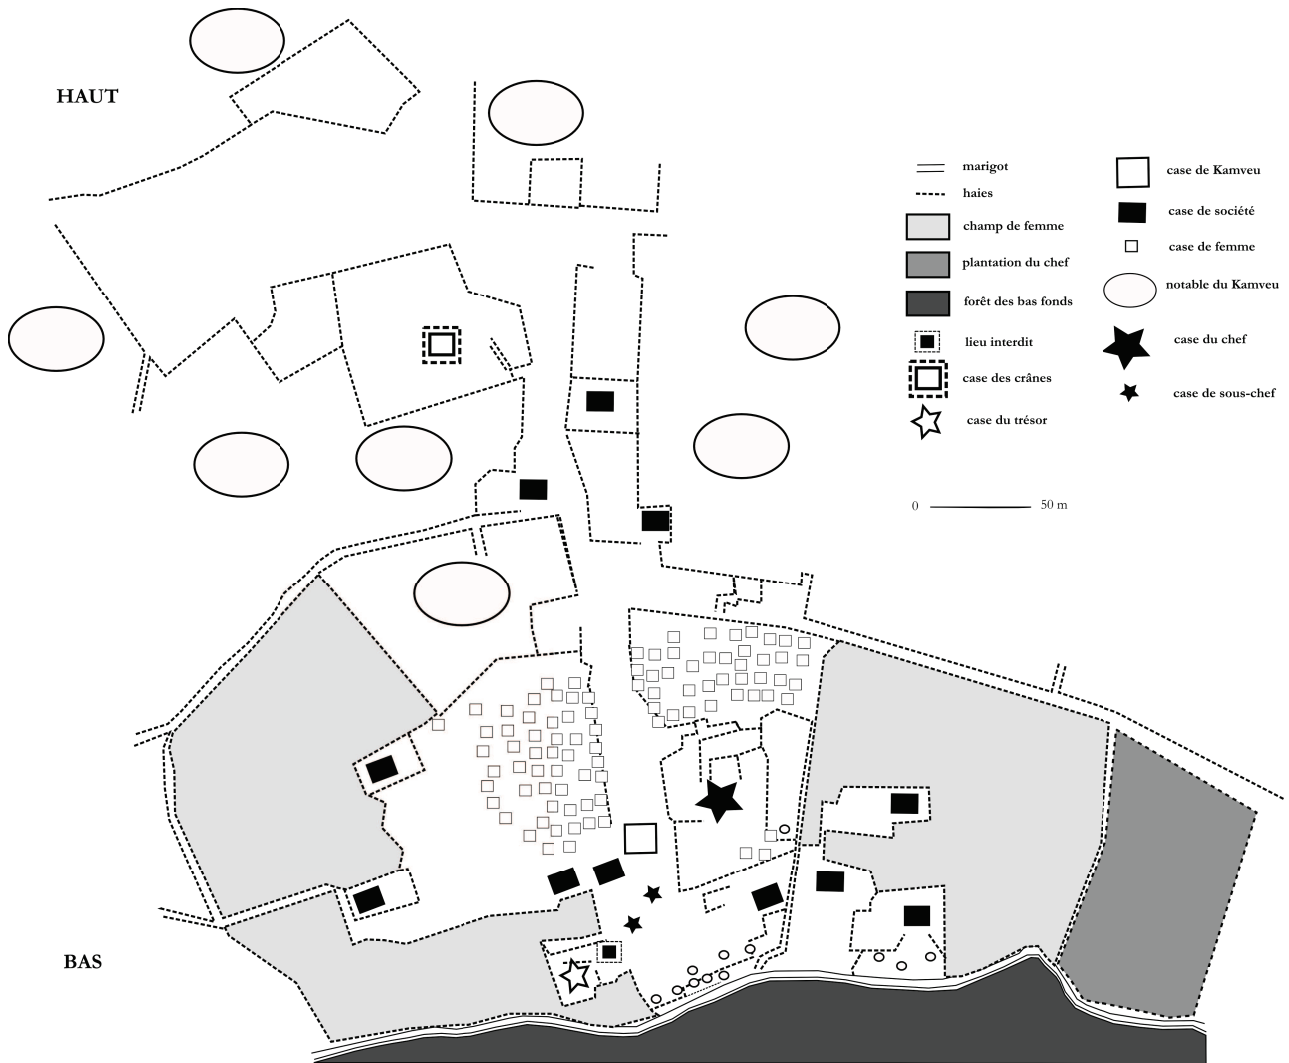 HAUT
marigot
haies
champ de femme
plantation du chef
forêt des bas fonds
lieu interdit
case des crânes
case du trésor
case de Kamveu
case de société
case de femme
notable du Kamveu
case du chef
case de sous-chef
0 50 m
BAS